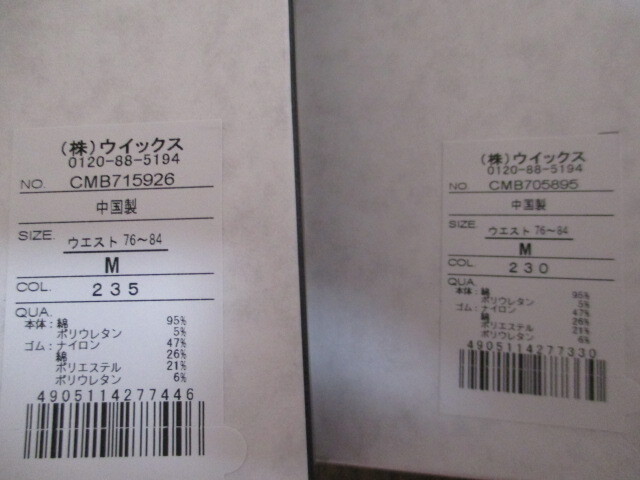 (株)ウイックス
0120-88-5194
NO. CMB715926
中国製
SIZE ウエスト 76～84
M
COL. 235
QUA.
本体：綿 95%
ポリウレタン 5%
ゴム：ナイロン 47%
綿 26%
ポリエステル 21%
ポリウレタン 6%
4905114277446
(株)ウイックス
0120-88-5194
NO. CMB705895
中国製
SIZE ウエスト 76～84
M
COL. 230
QUA.
本体：綿 95%
ポリウレタン 5%
ゴム：ナイロン 47%
綿 26%
ポリエステル 21%
ポリウレタン 6%
4905114277330